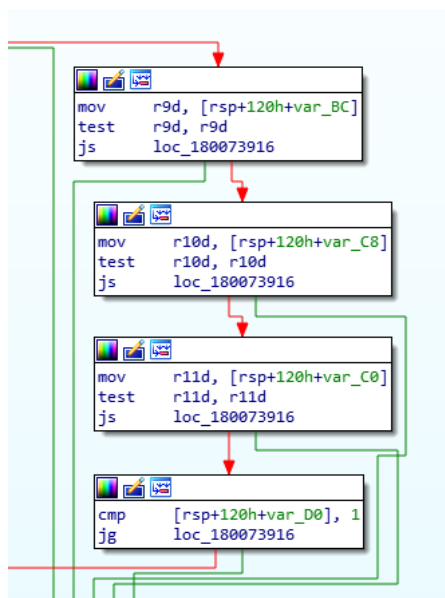 mov r9d, [rsp+120h+var_BC]
test r9d, r9d
js loc_180073916
mov r10d, [rsp+120h+var_C8]
test r10d, r10d
js loc_180073916
mov r11d, [rsp+120h+var_C0]
test r11d, r11d
js loc_180073916
cmp [rsp+120h+var_D0], 1
jg loc_180073916